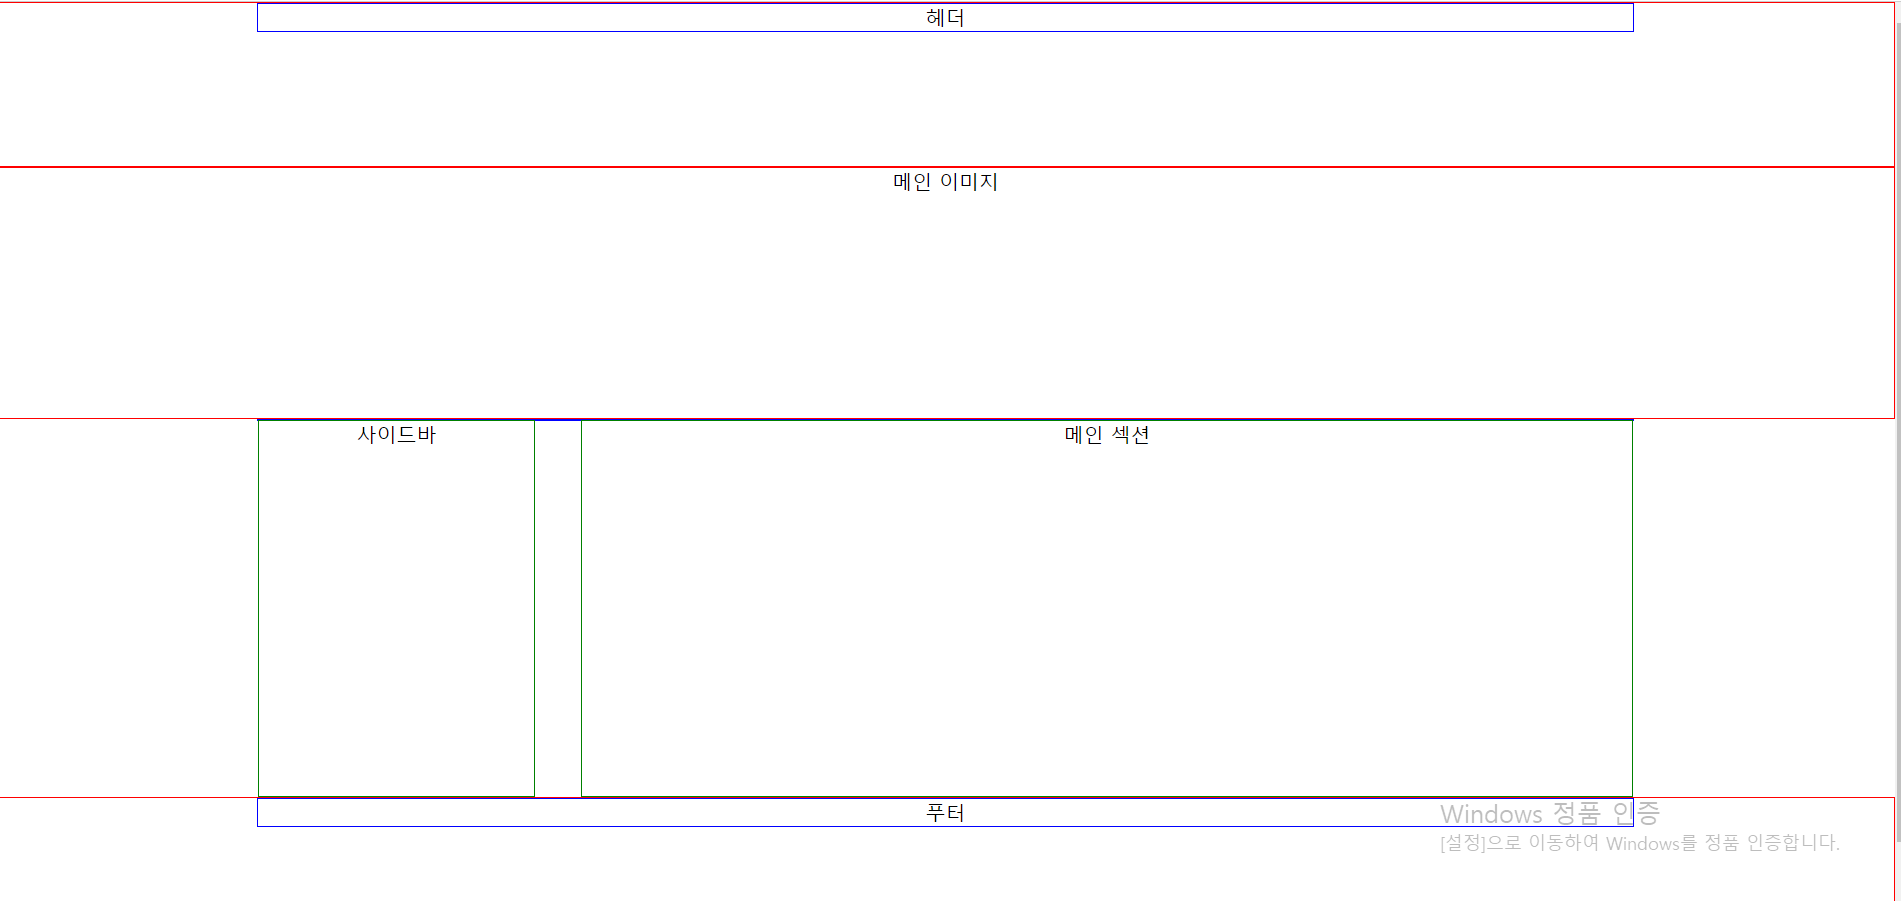 헤더
메인 이미지
사이드바
메인 섹션
푸터
Windows 정품 인증
[설정]으로 이동하여 Windows를 정품 인증합니다.